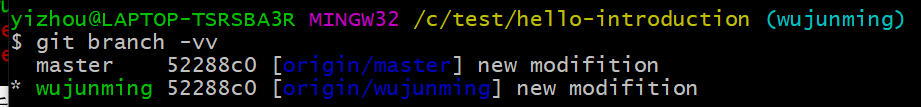 yizhou@LAPTOP-TSRSBA3R MINGW32 /c/test/hello-introduction (wujunming)
$ git branch -vv
  master    52288c0 [origin/master] new modifition
* wujunming 52288c0 [origin/wujunming] new modifition